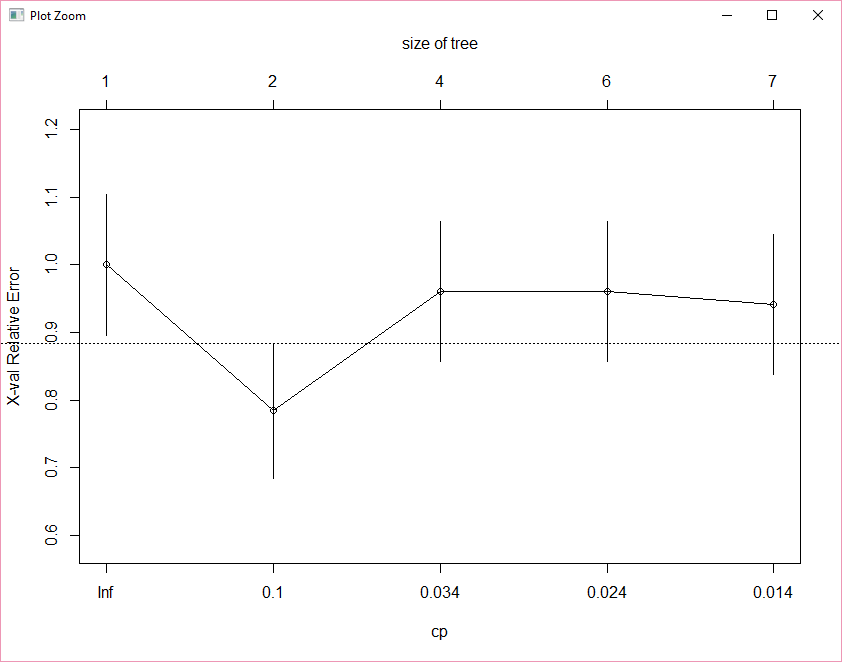 Plot Zoom
size of tree
1 2 4 6 7
1.2
1.1
1.0
0.9
0.8
0.7
0.6
X-val Relative Error
Inf 0.1 0.034 0.024 0.014
cp